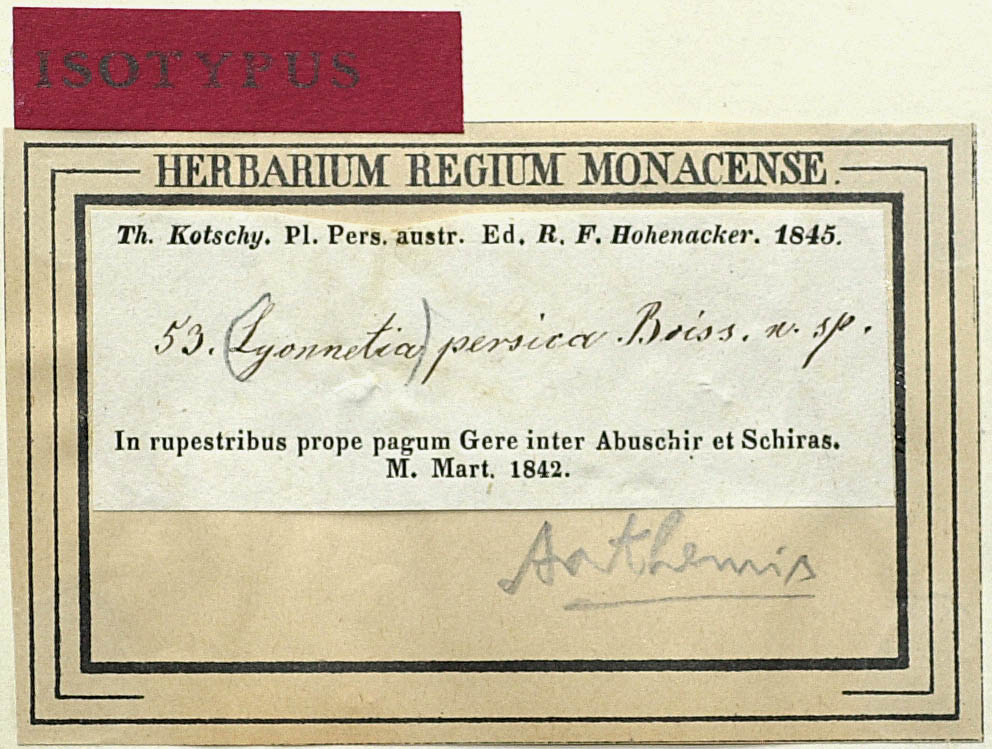 ISOTYPUS
HERBARIUM REGIUM MONACENSE.
Th. Kotschy. Pl. Pers. austr. Ed. R. F. Hohenacker. 1845.
53. (Lyonnetia) persica Boiss. n. sp.
In rupestribus prope pagum Gere inter Abuschir et Schiras.
M. Mart. 1842.
Anthemis